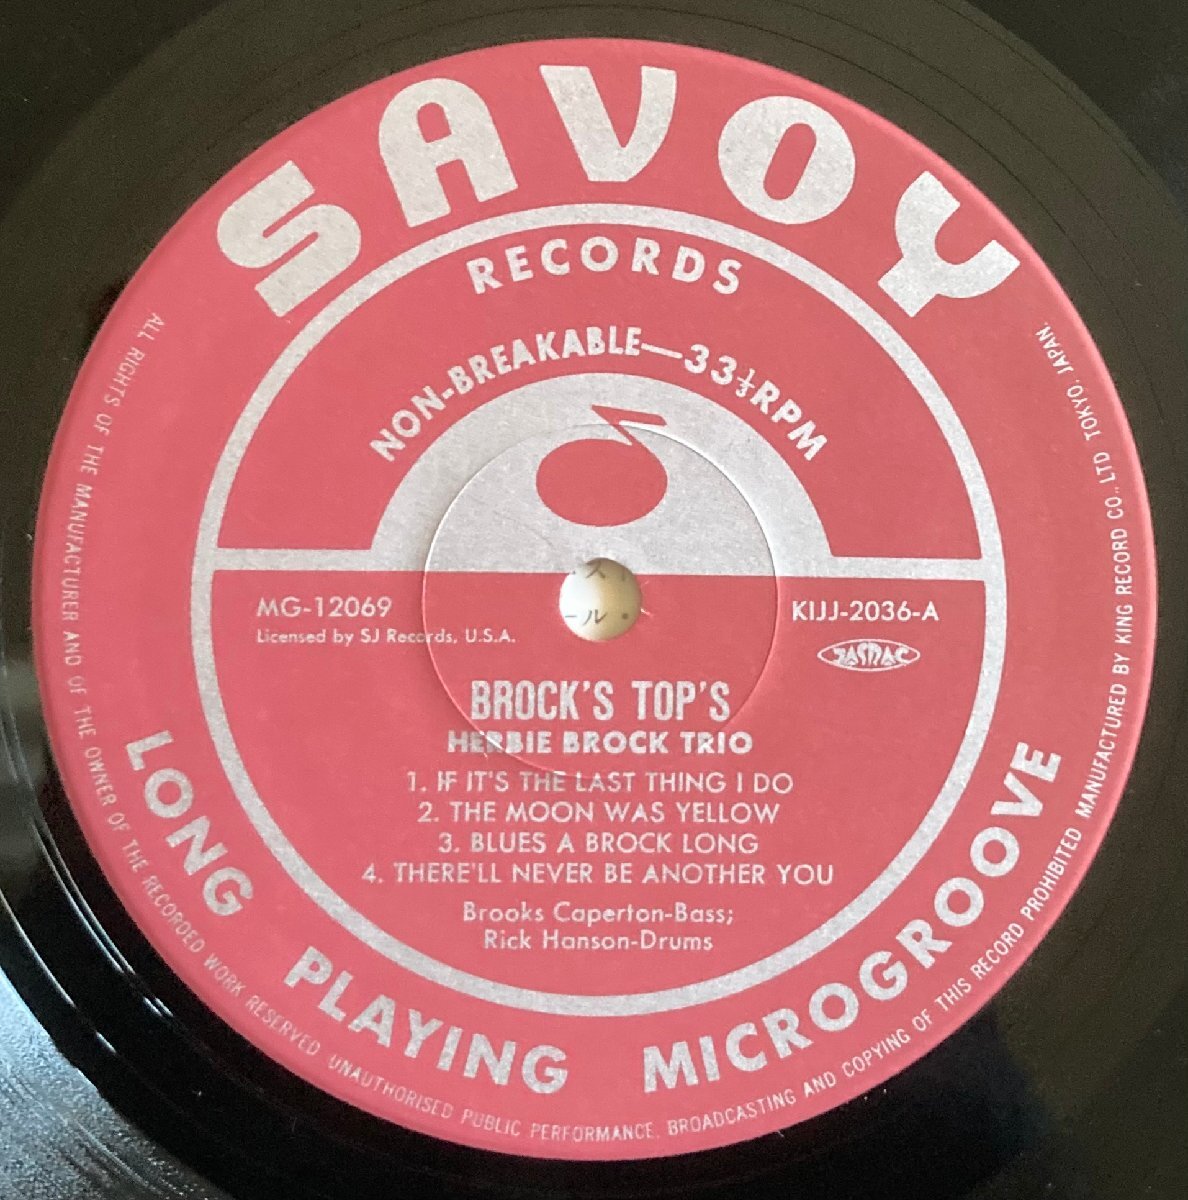 SAVOY
RECORDS
NON-BREAKABLE—33⅓RPM
MG-12069
Licensed by SJ Records, U.S.A.
KIJJ-2036-A
JASRAC
BROCK'S TOP'S
HERBIE BROCK TRIO
1. IF IT'S THE LAST THING I DO
2. THE MOON WAS YELLOW
3. BLUES A BROCK LONG
4. THERE'LL NEVER BE ANOTHER YOU
Brooks Caperton-Bass;
Rick Hanson-Drums
LONG PLAYING MICROGROOVE
ALL RIGHTS OF THE MANUFACTURER AND OF THE OWNER OF THE RECORDED WORK RESERVED UNAUTHORISED PUBLIC PERFORMANCE, BROADCASTING AND COPYING OF THIS RECORD PROHIBITED MANUFACTURED BY KING RECORD CO., LTD TOKYO, JAPAN.